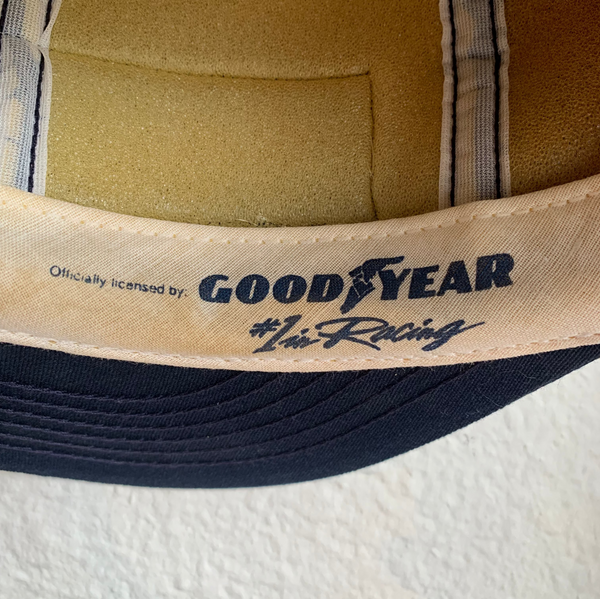 Officially licensed by: GOODYEAR
#1 in Racing